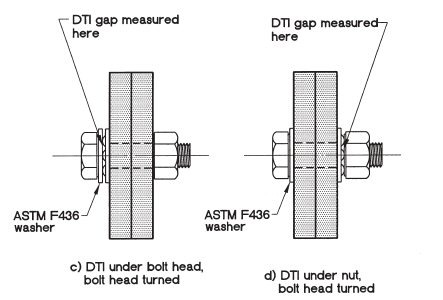 DTI gap measured
here
DTI gap measured
here
ASTM F436
washer
ASTM F436
washer
c) DTI under bolt head,
bolt head turned
d) DTI under nut,
bolt head turned